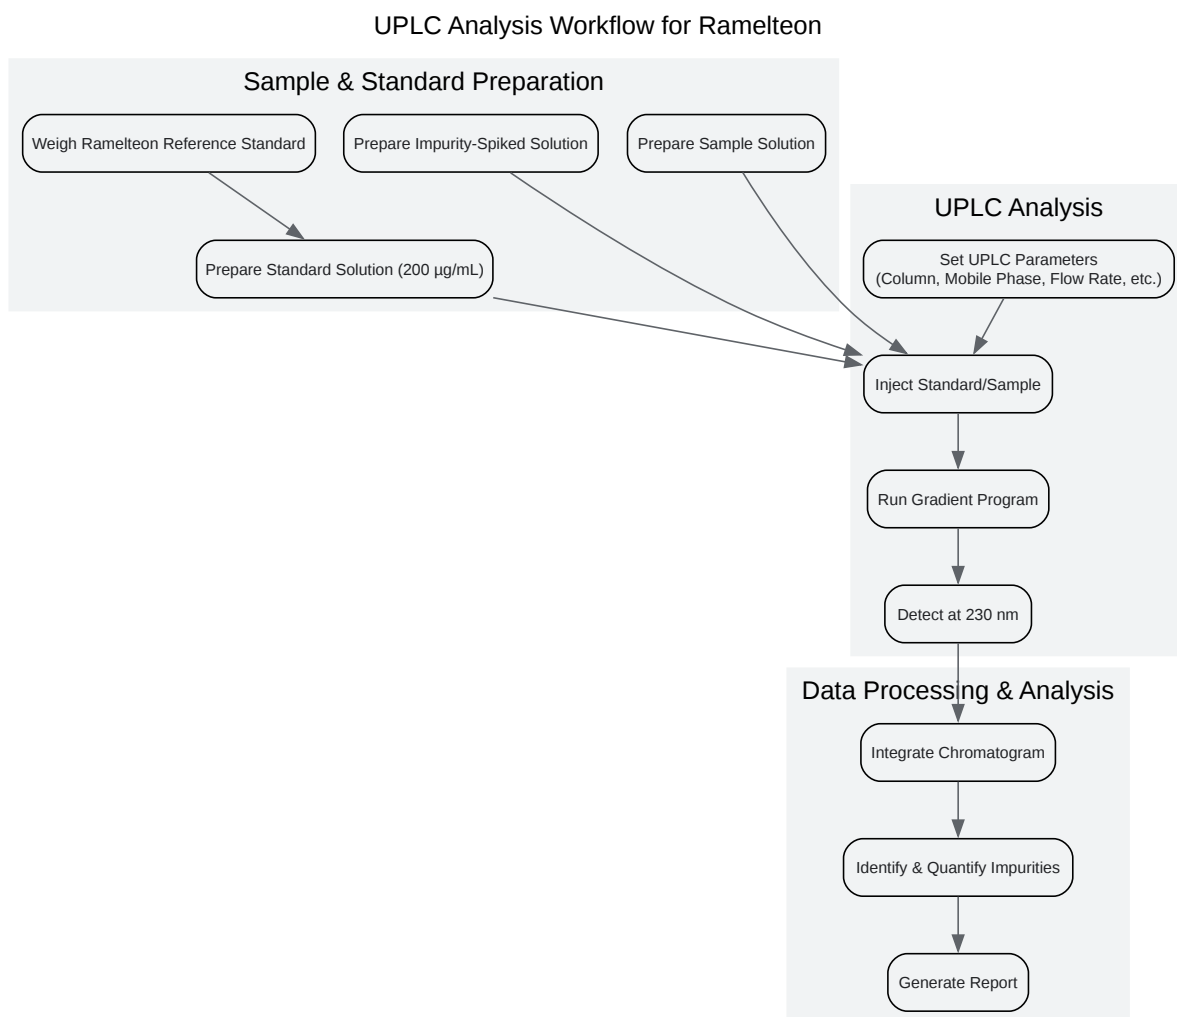 UPLC Analysis Workflow for Ramelteon
Sample & Standard Preparation
Weigh Ramelteon Reference Standard
Prepare Impurity-Spiked Solution
Prepare Sample Solution
Prepare Standard Solution (200 µg/mL)
UPLC Analysis
Set UPLC Parameters
(Column, Mobile Phase, Flow Rate, etc.)
Inject Standard/Sample
Run Gradient Program
Detect at 230 nm
Data Processing & Analysis
Integrate Chromatogram
Identify & Quantify Impurities
Generate Report